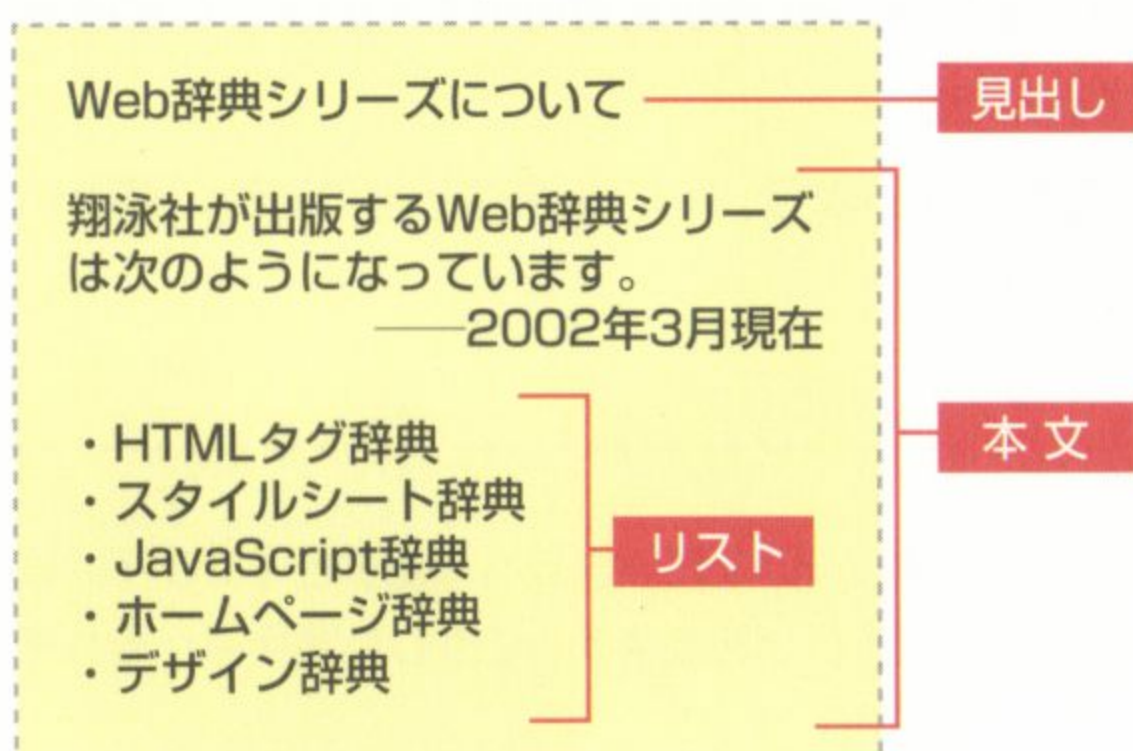 Web辞典シリーズについて
見出し
翔泳社が出版するWeb辞典シリーズ
は次のようになっています。
――2002年3月現在
本文
・HTMLタグ辞典
・スタイルシート辞典
・JavaScript辞典
・ホームページ辞典
・デザイン辞典
リスト